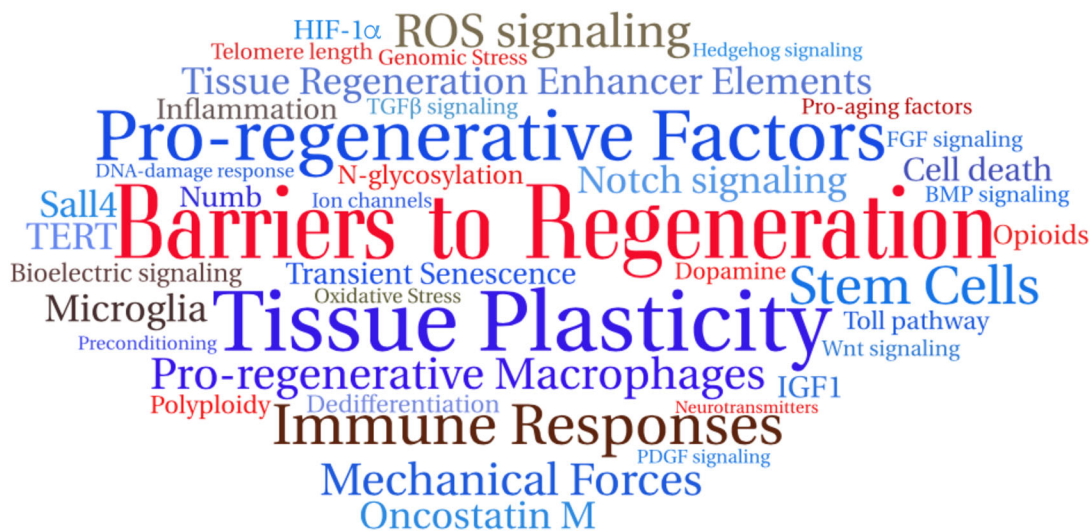 HIF-1α
ROS signaling
Telomere length
Genomic Stress
Hedgehog signaling
Tissue Regeneration Enhancer Elements
Inflammation
TGFβ signaling
Pro-aging factors
Pro-regenerative Factors
FGF signaling
DNA-damage response
N-glycosylation
Notch signaling
Cell death
Sall4
Numb
Ion channels
BMP signaling
TERT
Barriers to Regeneration
Opioids
Bioelectric signaling
Transient Senescence
Dopamine
Stem Cells
Microglia
Oxidative Stress
Tissue Plasticity
Toll pathway
Preconditioning
Wnt signaling
Pro-regenerative Macrophages
IGF1
Polyploidy
Dedifferentiation
Neurotransmitters
Immune Responses
PDGF signaling
Mechanical Forces
Oncostatin M